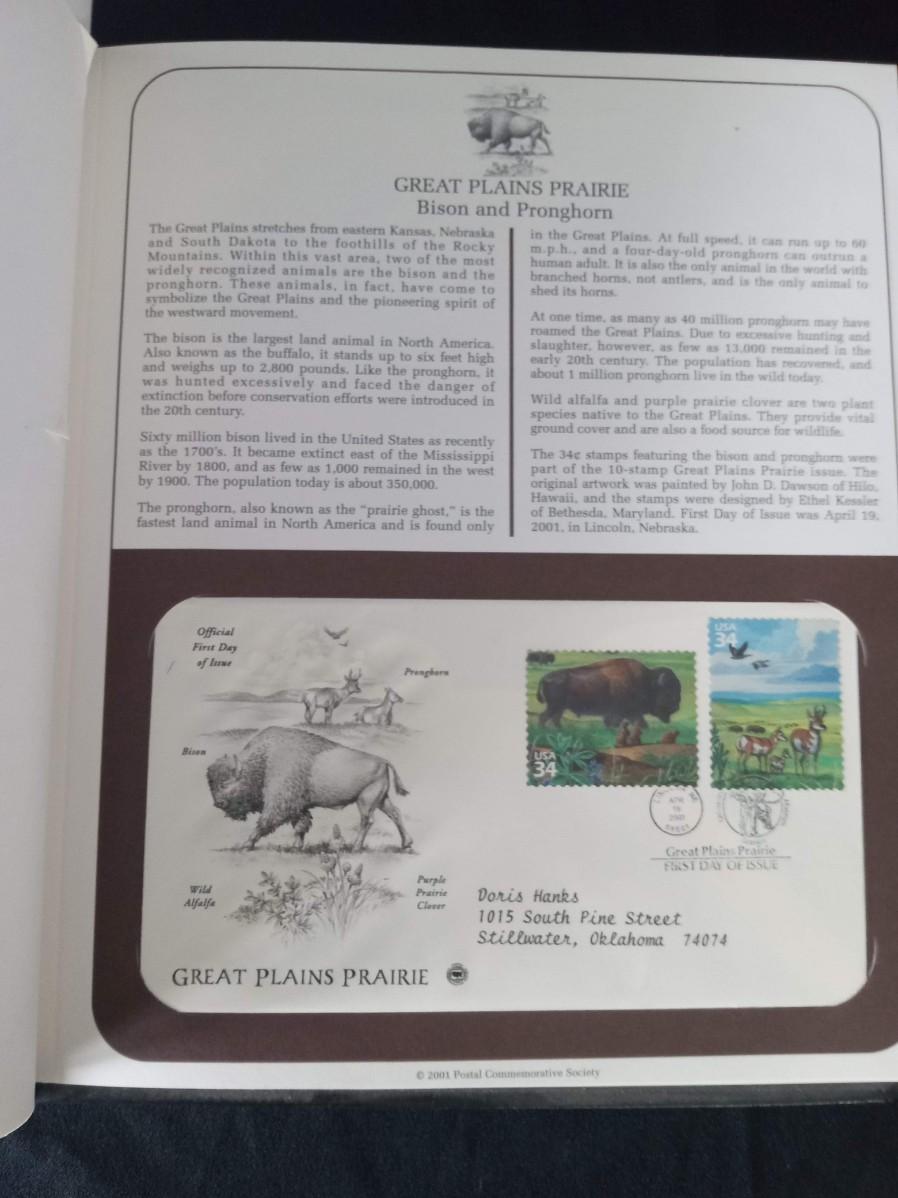 GREAT PLAINS PRAIRIE
Bison and Pronghorn
The Great Plains stretches from eastern Kansas, Nebraska
and South Dakota to the foothills of the Rocky
Mountains. Within this vast area, two of the most
widely recognized animals are the bison and the
pronghorn. These animals, in fact, have come to
symbolize the Great Plains and the pioneering spirit of
the westward movement.
The bison is the largest land animal in North America.
Also known as the buffalo, it stands up to six feet high
and weighs up to 2,800 pounds. Like the pronghorn, it
was hunted excessively and faced the danger of
extinction before conservation efforts were introduced in
the 20th century.
Sixty million bison lived in the United States as recently
as the 1700's. It became extinct east of the Mississippi
River by 1800, and as few as 1,000 remained in the west
by 1900. The population today is about 350,000.
The pronghorn, also known as the "prairie ghost," is the
fastest land animal in North America and is found only
in the Great Plains. At full speed, it can run up to 60
m.p.h., and a four-day-old pronghorn can outrun a
human adult. It is also the only animal in the world with
branched horns, not antlers, and is the only animal to
shed its horns.
At one time, as many as 40 million pronghorn may have
roamed the Great Plains. Due to excessive hunting and
slaughter, however, as few as 13,000 remained in the
early 20th century. The population has recovered, and
about 1 million pronghorn live in the wild today.
Wild alfalfa and purple prairie clover are two plant
species native to the Great Plains. They provide vital
ground cover and are also a food source for wildlife.
The 34¢ stamps featuring the bison and pronghorn were
part of the 10-stamp Great Plains Prairie issue. The
original artwork was painted by John D. Dawson of Hilo,
Hawaii, and the stamps were designed by Ethel Kessler
of Bethesda, Maryland. First Day of Issue was April 19,
2001, in Lincoln, Nebraska.
Official
First Day
of Issue
Pronghorn
Bison
Wild
Alfalfa
Purple
Prairie
Clover
GREAT PLAINS PRAIRIE
USA
34
USA
34
APR
19
2001
Great Plains Prairie
FIRST DAY OF ISSUE
Doris Hanks
1015 South Pine Street
Stillwater, Oklahoma 74074
© 2001 Postal Commemorative Society